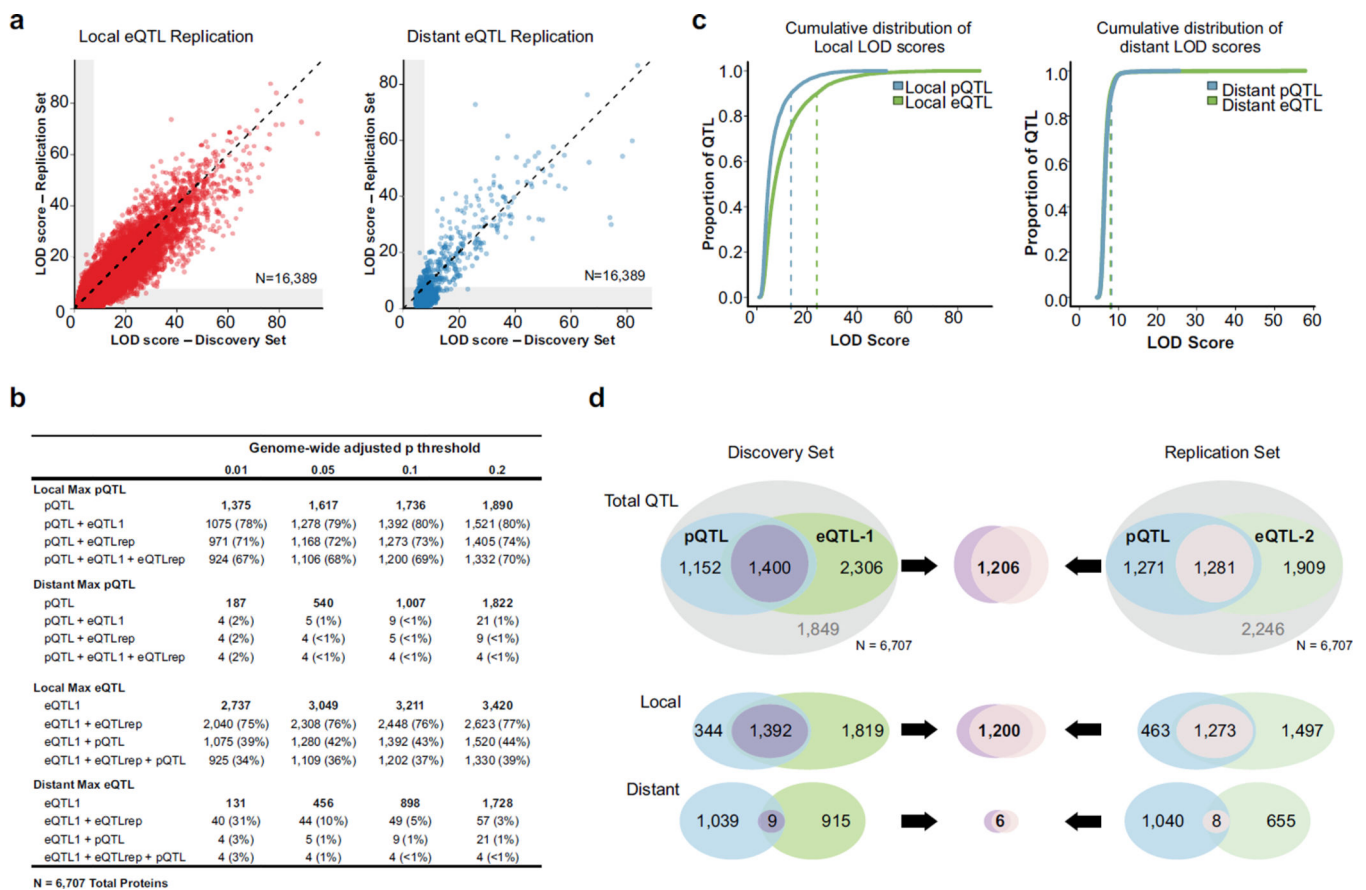 a
Local eQTL Replication
LOD score – Replication Set
80
60
40
20
0
0 20 40 60 80
N=16,389
LOD score – Discovery Set
Distant eQTL Replication
LOD score – Replication Set
80
60
40
20
0
0 20 40 60 80
N=16,389
LOD score – Discovery Set
b
Genome-wide adjusted p threshold
0.01 0.05 0.1 0.2
Local Max pQTL
pQTL 1,375 1,617 1,736 1,890
pQTL + eQTL1 1075 (78%) 1,278 (79%) 1,392 (80%) 1,521 (80%)
pQTL + eQTLrep 971 (71%) 1,168 (72%) 1,273 (73%) 1,405 (74%)
pQTL + eQTL1 + eQTLrep 924 (67%) 1,106 (68%) 1,200 (69%) 1,332 (70%)
Distant Max pQTL
pQTL 187 540 1,007 1,822
pQTL + eQTL1 4 (2%) 5 (1%) 9 (<1%) 21 (1%)
pQTL + eQTLrep 4 (2%) 4 (<1%) 5 (<1%) 9 (<1%)
pQTL + eQTL1 + eQTLrep 4 (2%) 4 (<1%) 4 (<1%) 4 (<1%)
Local Max eQTL
eQTL1 2,737 3,049 3,211 3,420
eQTL1 + eQTLrep 2,040 (75%) 2,308 (76%) 2,448 (76%) 2,623 (77%)
eQTL1 + pQTL 1,075 (39%) 1,280 (42%) 1,392 (43%) 1,520 (44%)
eQTL1 + eQTLrep + pQTL 925 (34%) 1,109 (36%) 1,202 (37%) 1,330 (39%)
Distant Max eQTL
eQTL1 131 456 898 1,728
eQTL1 + eQTLrep 40 (31%) 44 (10%) 49 (5%) 57 (3%)
eQTL1 + pQTL 4 (3%) 5 (1%) 9 (1%) 21 (1%)
eQTL1 + eQTLrep + pQTL 4 (3%) 4 (1%) 4 (<1%) 4 (<1%)
N = 6,707 Total Proteins
c
Cumulative distribution of
Local LOD scores
Proportion of QTL
1.0
0.8
0.6
0.4
0.2
0.0
Local pQTL
Local eQTL
0 20 40 60 80
LOD Score
Cumulative distribution of
distant LOD scores
Proportion of QTL
1.0
0.8
0.6
0.4
0.2
0.0
Distant pQTL
Distant eQTL
0 10 20 30 40 50 60
LOD Score
d
Discovery Set
Replication Set
Total QTL
pQTL eQTL-1
1,152 1,400 2,306
1,849
N = 6,707
1,206
pQTL eQTL-2
1,271 1,281 1,909
2,246
N = 6,707
Local
344 1,392 1,819
1,200
463 1,273 1,497
Distant
1,039 9 915
6
1,040 8 655